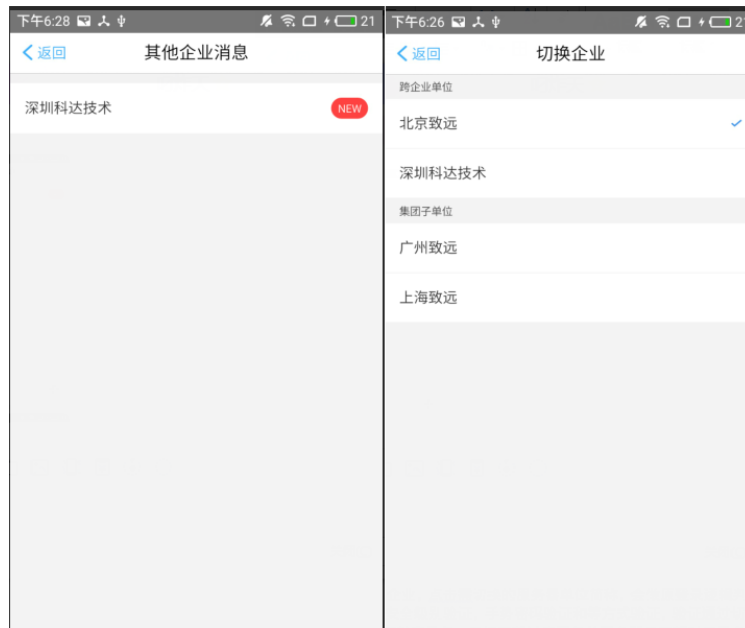 下午6:28
21
返回
其他企业消息
深圳科达技术
NEW
下午6:26
21
返回
切换企业
跨企业单位
北京致远
深圳科达技术
集团子单位
广州致远
上海致远